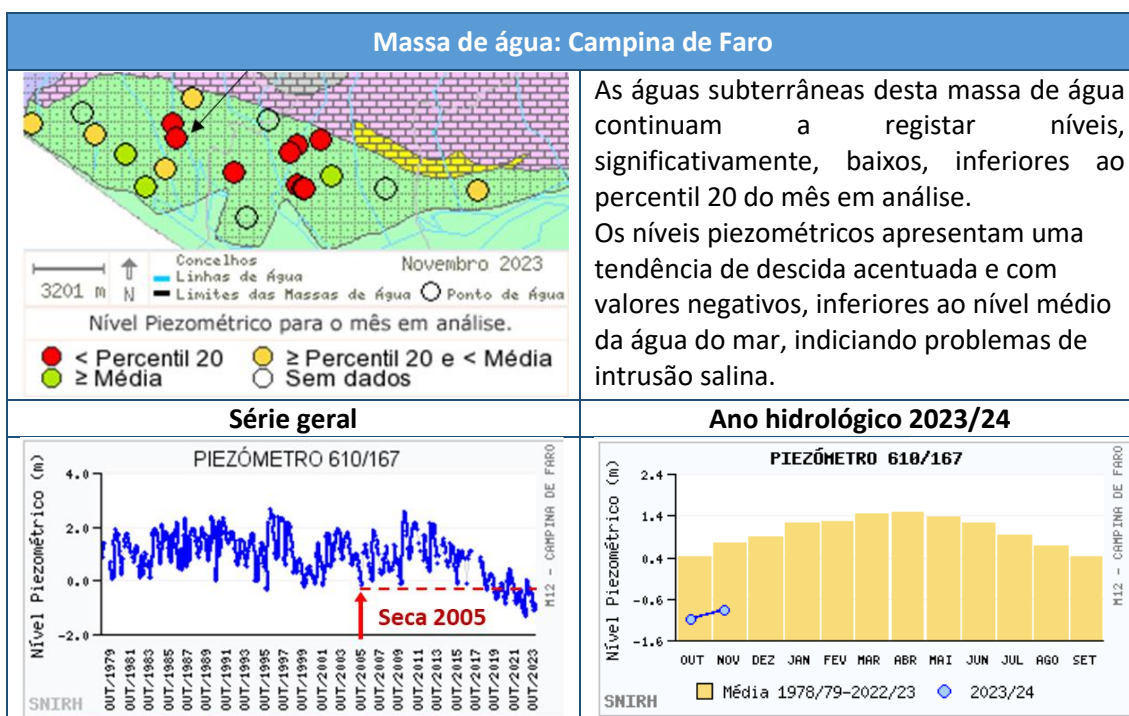 Massa de água: Campina de Faro
Concelhos
Linhas de Água
Limites das Massas de Água
Ponto de Água
Novembro 2023
3201 m
N
Nível Piezométrico para o mês em análise.
< Percentil 20
≥ Percentil 20 e < Média
≥ Média
Sem dados
As águas subterrâneas desta massa de água
continuam a registar níveis,
significativamente, baixos, inferiores ao
percentil 20 do mês em análise.
Os níveis piezométricos apresentam uma
tendência de descida acentuada e com
valores negativos, inferiores ao nível médio
da água do mar, indiciando problemas de
intrusão salina.
Série geral
PIEZÓMETRO 610/167
Nível Piezométrico (m)
4.0
2.0
0.0
-2.0
Seca 2005
OUT/1979
OUT/1981
OUT/1983
OUT/1985
OUT/1987
OUT/1989
OUT/1991
OUT/1993
OUT/1995
OUT/1997
OUT/1999
OUT/2001
OUT/2003
OUT/2005
OUT/2007
OUT/2009
OUT/2011
OUT/2013
OUT/2015
OUT/2017
OUT/2019
OUT/2021
OUT/2023
M12 - CAMPINA DE FARO
SNIRH
Ano hidrológico 2023/24
PIEZÓMETRO 610/167
Nível Piezométrico (m)
2.4
1.4
0.4
-0.6
-1.6
OUT NOV DEZ JAN FEV MAR ABR MAI JUN JUL AGO SET
Média 1978/79-2022/23 2023/24
M12 - CAMPINA DE FARO
SNIRH